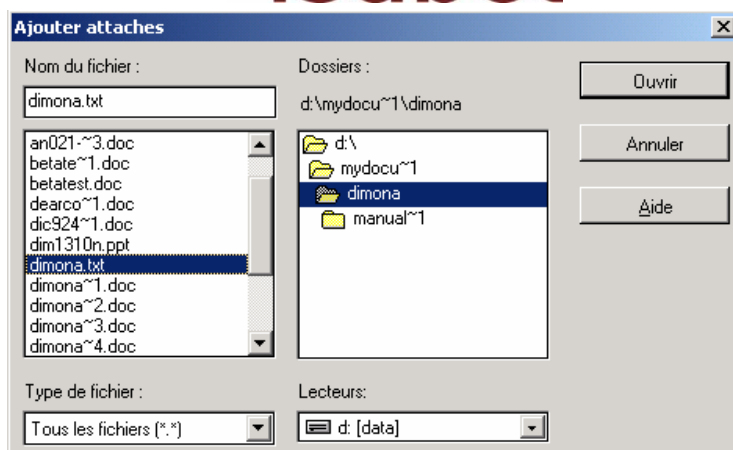 Ajouter attaches
Nom du fichier :
dimona.txt
an021-~3.doc
betate~1.doc
betatest.doc
dearco~1.doc
dic924~1.doc
dim1310n.ppt
dimona.txt
dimona~1.doc
dimona~2.doc
dimona~3.doc
dimona~4.doc
Type de fichier :
Tous les fichiers (*.*)
Dossiers :
d:\mydocu~1\dimona
d:\
mydocu~1
dimona
manual~1
Lecteurs:
d: [data]
Ouvrir
Annuler
Aide